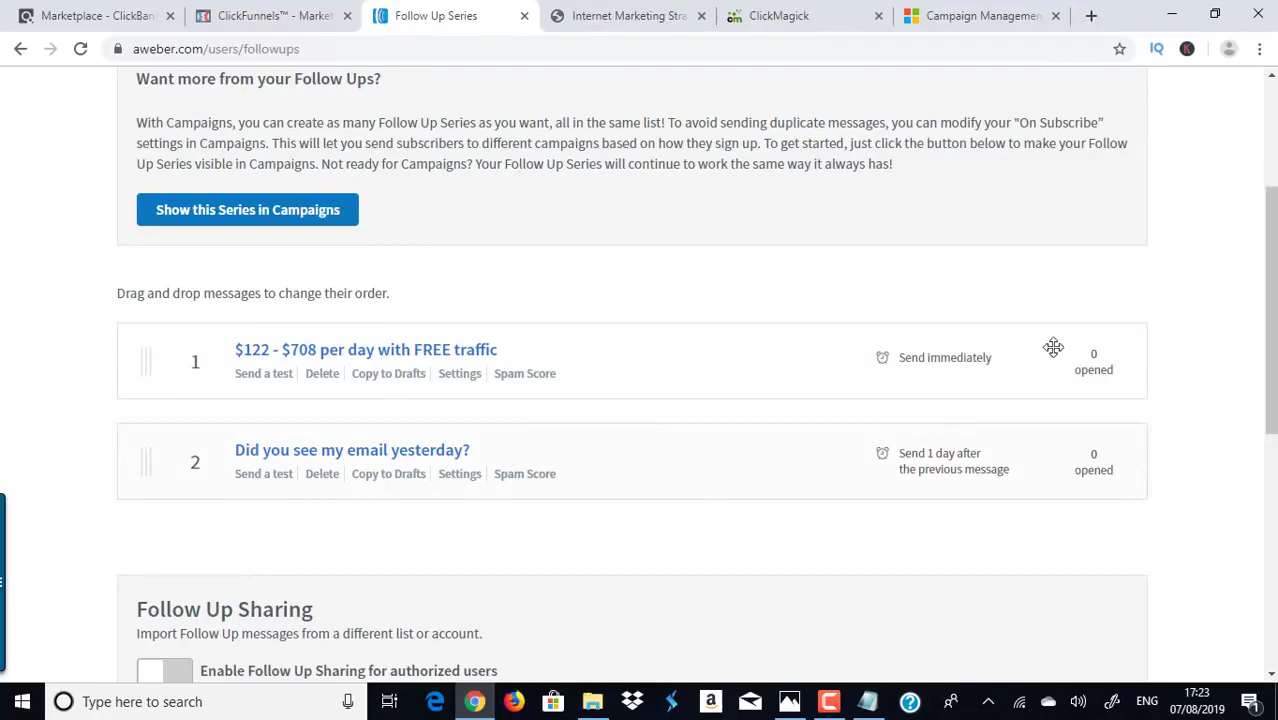 Marketplace - ClickBan
ClickFunnels™ - Market
Follow Up Series
Internet Marketing Stra
ClickMagick
Campaign Managemen
aweber.com/users/followups
Want more from your Follow Ups?
With Campaigns, you can create as many Follow Up Series as you want, all in the same list! To avoid sending duplicate messages, you can modify your "On Subscribe"
settings in Campaigns. This will let you send subscribers to different campaigns based on how they sign up. To get started, just click the button below to make your Follow
Up Series visible in Campaigns. Not ready for Campaigns? Your Follow Up Series will continue to work the same way it always has!
Show this Series in Campaigns
Drag and drop messages to change their order.
1
$122 - $708 per day with FREE traffic
Send a test Delete Copy to Drafts Settings Spam Score
Send immediately
0
opened
2
Did you see my email yesterday?
Send a test Delete Copy to Drafts Settings Spam Score
Send 1 day after
the previous message
0
opened
Follow Up Sharing
Import Follow Up messages from a different list or account.
Enable Follow Up Sharing for authorized users
Type here to search
ENG
17:23
07/08/2019